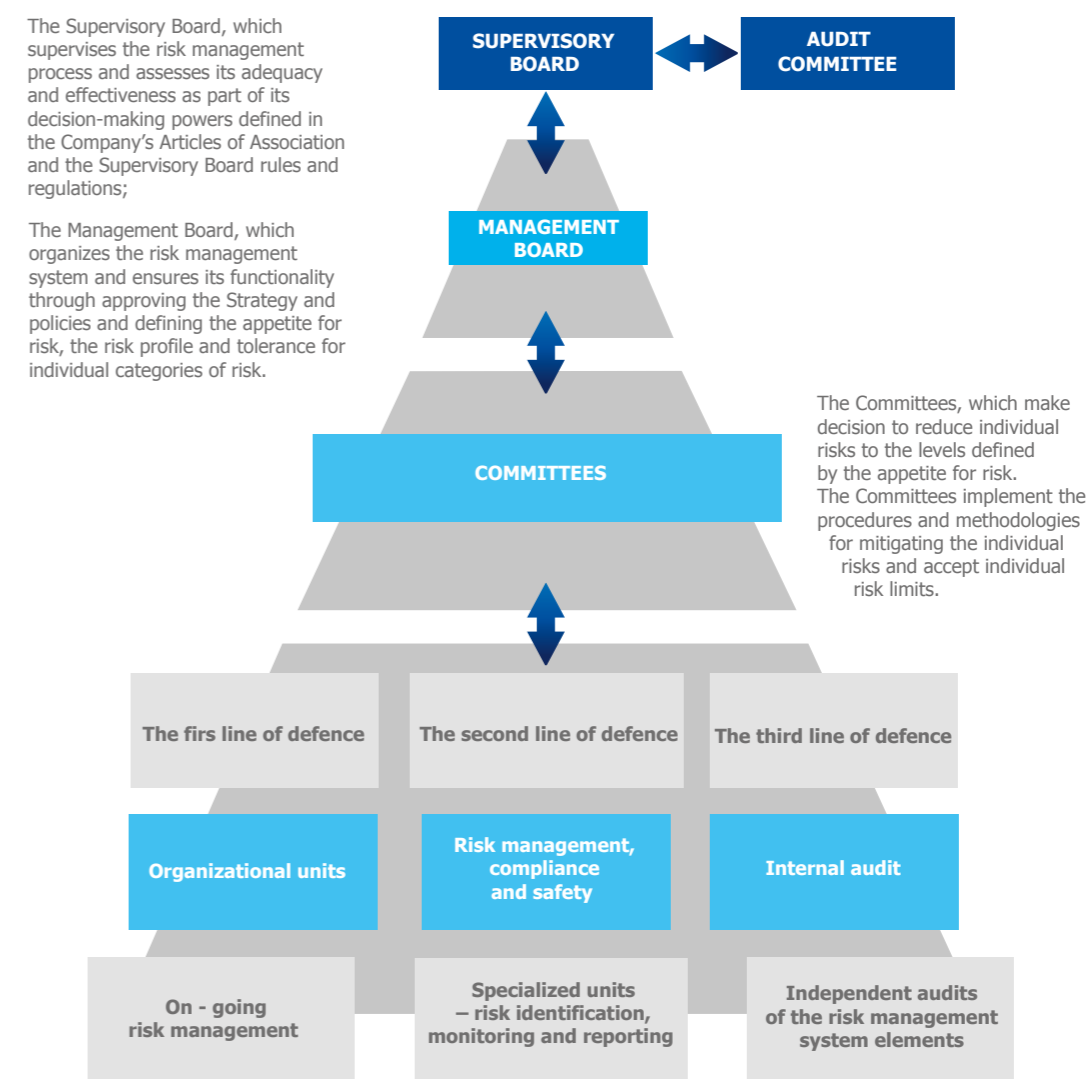 The Supervisory Board, which
supervises the risk management
process and assesses its adequacy
and effectiveness as part of its
decision-making powers defined in
the Company’s Articles of Association
and the Supervisory Board rules and
regulations;
The Management Board, which
organizes the risk management
system and ensures its functionality
through approving the Strategy and
policies and defining the appetite for
risk, the risk profile and tolerance for
individual categories of risk.
SUPERVISORY
BOARD
AUDIT
COMMITTEE
MANAGEMENT
BOARD
COMMITTEES
The Committees, which make
decision to reduce individual
risks to the levels defined
by the appetite for risk.
The Committees implement the
procedures and methodologies
for mitigating the individual
risks and accept individual
risk limits.
The firs line of defence
The second line of defence
The third line of defence
Organizational units
Risk management,
compliance
and safety
Internal audit
On - going
risk management
Specialized units
– risk identification,
monitoring and reporting
Independent audits
of the risk management
system elements